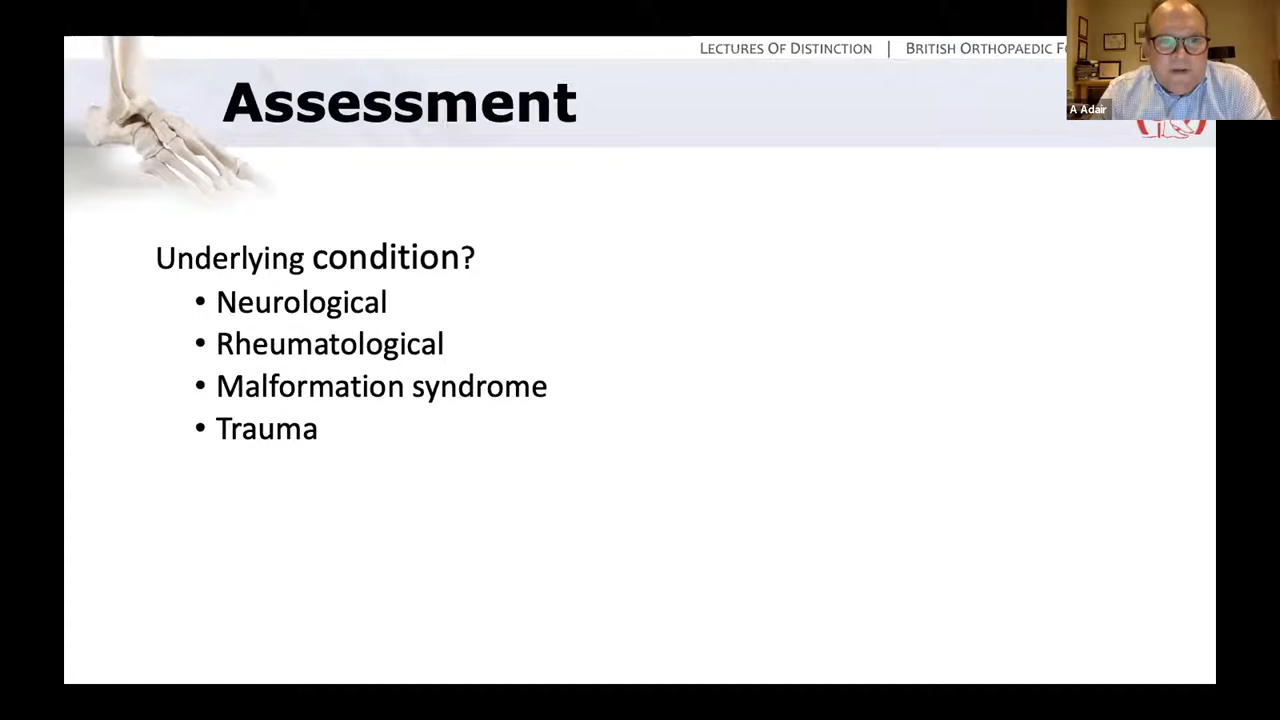 LECTURES OF DISTINCTION | BRITISH ORTHOPAEDIC
Assessment
A Adair
Underlying condition?
• Neurological
• Rheumatological
• Malformation syndrome
• Trauma